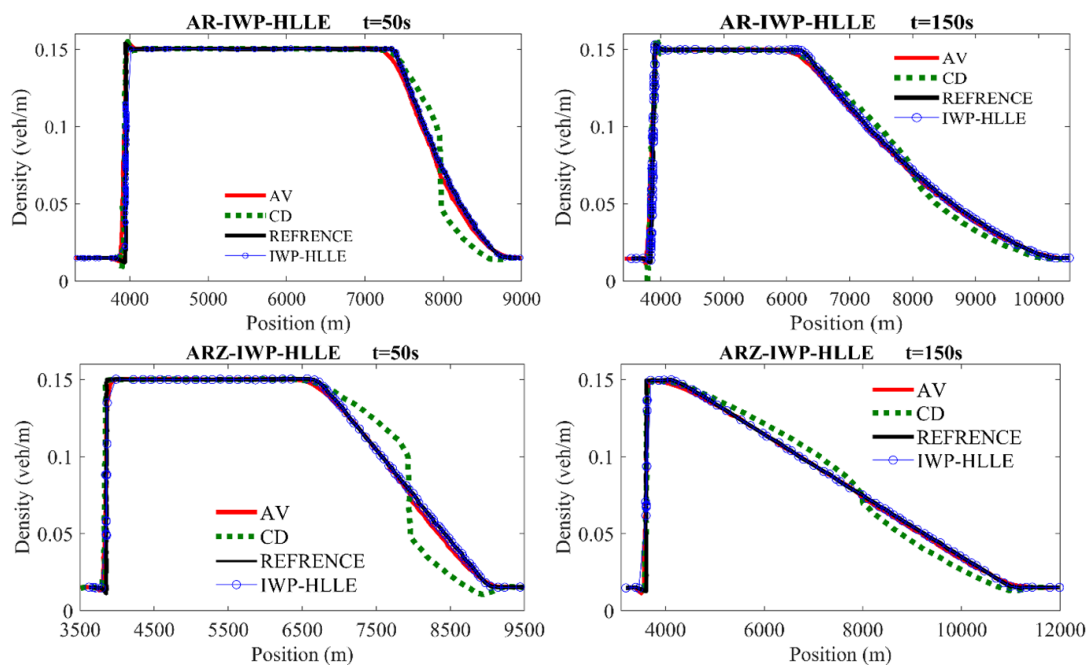 AR-IWP-HLLE t=50s
0.15
0.1
0.05
0
Density (veh/m)
AV
CD
REFRENCE
IWP-HLLE
4000 5000 6000 7000 8000 9000
Position (m)
AR-IWP-HLLE t=150s
0.15
0.1
0.05
0
Density (veh/m)
AV
CD
REFRENCE
IWP-HLLE
4000 5000 6000 7000 8000 9000 10000
Position (m)
ARZ-IWP-HLLE t=50s
0.15
0.1
0.05
0
Density (veh/m)
AV
CD
REFRENCE
IWP-HLLE
3500 4500 5500 6500 7500 8500 9500
Position (m)
ARZ-IWP-HLLE t=150s
0.15
0.1
0.05
0
Density (veh/m)
AV
CD
REFRENCE
IWP-HLLE
4000 6000 8000 10000 12000
Position (m)